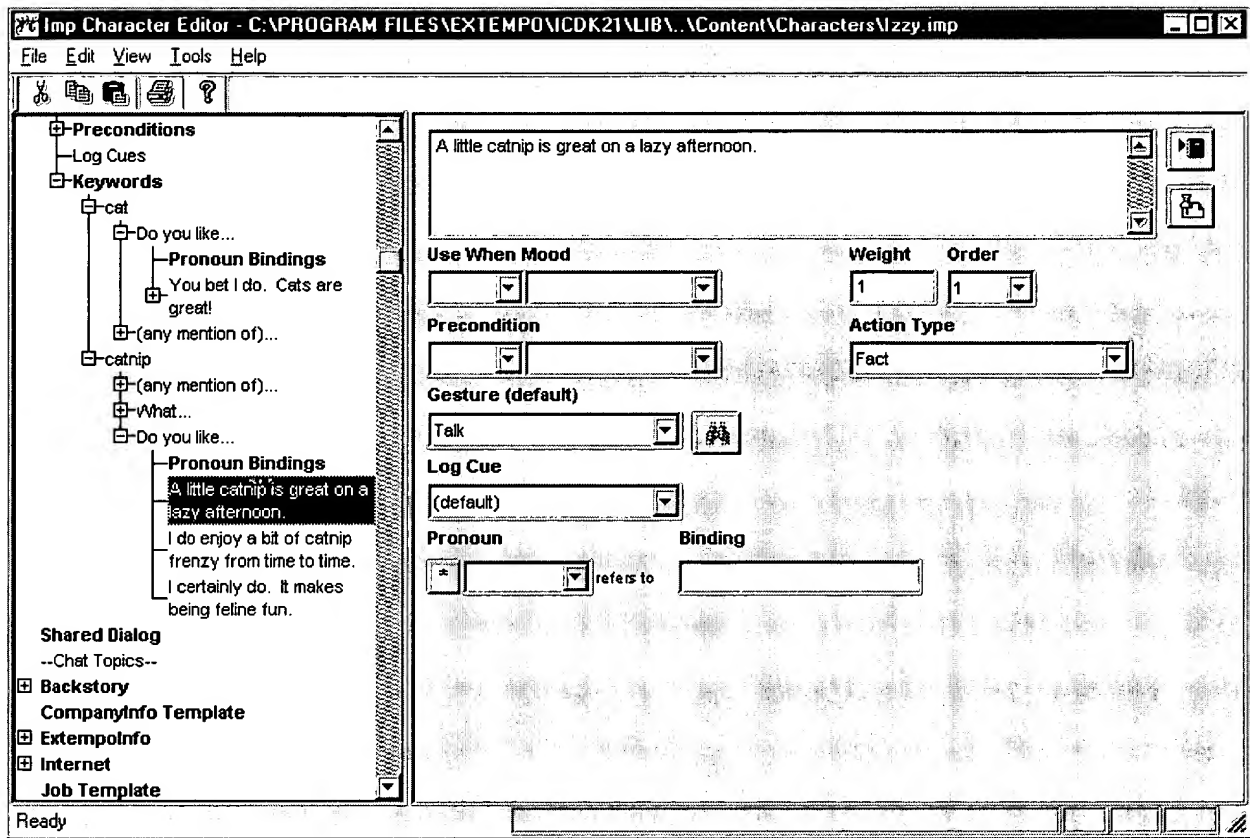 Imp Character Editor - C:\PROGRAM FILES\EXTEMPO\ICDK21\LIB\..\Content\Characters\Izzy.imp
File Edit View Tools Help
Preconditions
Log Cues
Keywords
cat
Do you like...
Pronoun Bindings
You bet I do. Cats are
great!
(any mention of)...
catnip
(any mention of)...
What...
Do you like...
Pronoun Bindings
A little catnip is great on a
lazy afternoon.
I do enjoy a bit of catnip
frenzy from time to time.
I certainly do. It makes
being feline fun.
Shared Dialog
--Chat Topics--
Backstory
CompanyInfo Template
ExtempoInfo
Internet
Job Template
A little catnip is great on a lazy afternoon.
Use When Mood
Weight Order
1 1
Precondition
Action Type
Fact
Gesture (default)
Talk
Log Cue
(default)
Pronoun Binding
* refers to
Ready